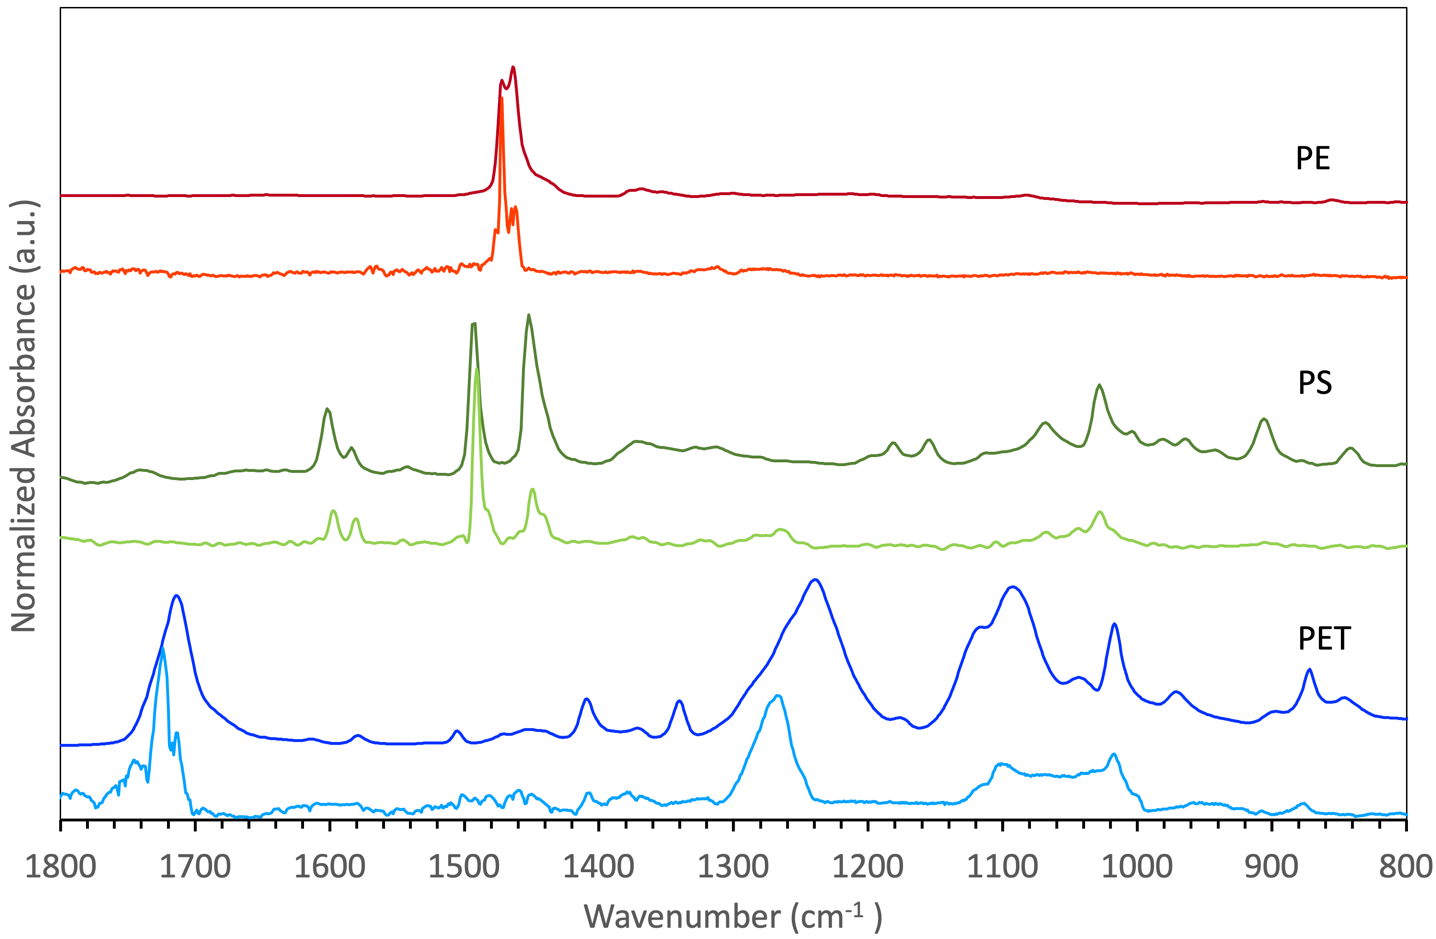 PE
PS
PET
Normalized Absorbance (a.u.)
1800 1700 1600 1500 1400 1300 1200 1100 1000 900 800
Wavenumber (cm⁻¹ )